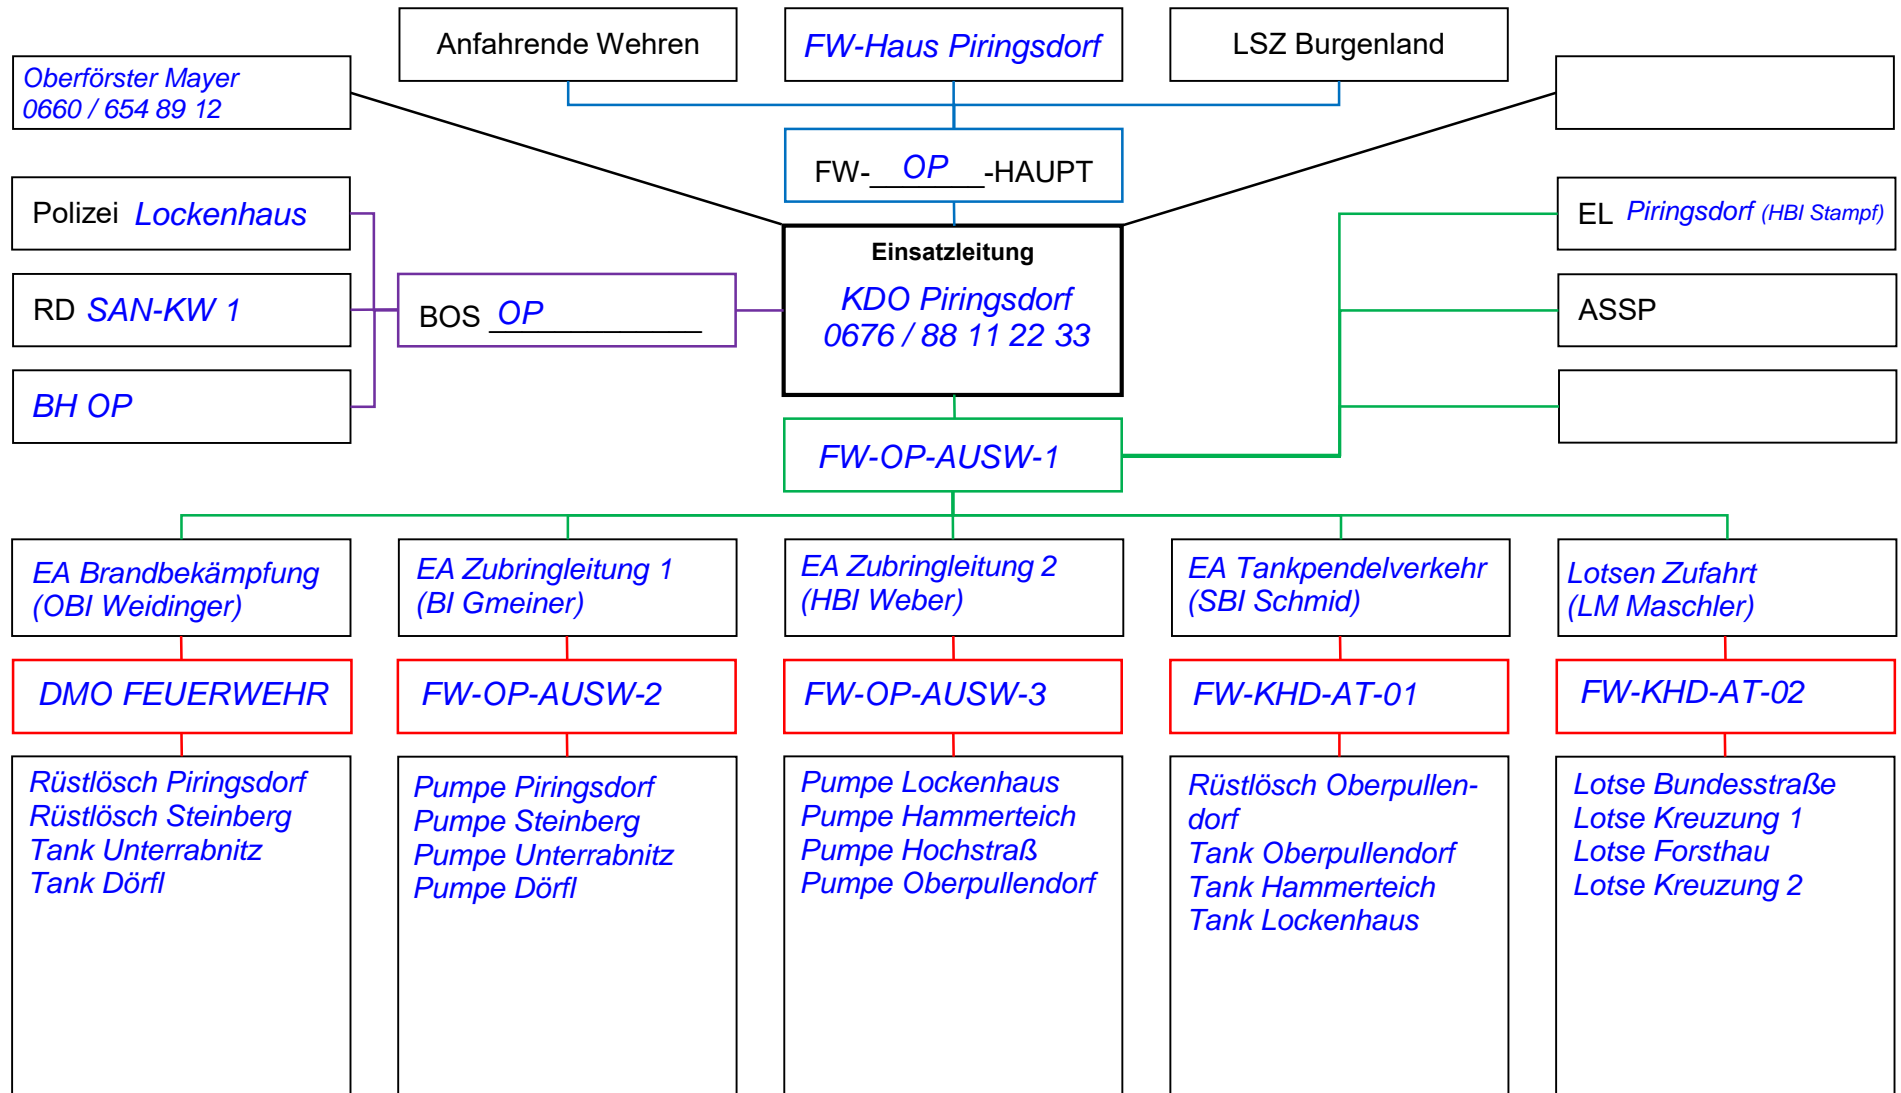 Anfahrende Wehren
FW-Haus Piringsdorf
LSZ Burgenland
Oberförster Mayer
0660 / 654 89 12
FW-OP-HAUPT
Polizei Lockenhaus
EL Piringsdorf (HBI Stampf)
Einsatzleitung
KDO Piringsdorf
0676 / 88 11 22 33
RD SAN-KW 1
BOS OP
ASSP
BH OP
FW-OP-AUSW-1
EA Brandbekämpfung
(OBI Weidinger)
EA Zubringleitung 1
(BI Gmeiner)
EA Zubringleitung 2
(HBI Weber)
EA Tankpendelverkehr
(SBI Schmid)
Lotsen Zufahrt
(LM Maschler)
DMO FEUERWEHR
FW-OP-AUSW-2
FW-OP-AUSW-3
FW-KHD-AT-01
FW-KHD-AT-02
Rüstlösch Piringsdorf
Rüstlösch Steinberg
Tank Unterrabnitz
Tank Dörfl
Pumpe Piringsdorf
Pumpe Steinberg
Pumpe Unterrabnitz
Pumpe Dörfl
Pumpe Lockenhaus
Pumpe Hammerteich
Pumpe Hochstraß
Pumpe Oberpullendorf
Rüstlösch Oberpullen-
dorf
Tank Oberpullendorf
Tank Hammerteich
Tank Lockenhaus
Lotse Bundesstraße
Lotse Kreuzung 1
Lotse Forsthau
Lotse Kreuzung 2